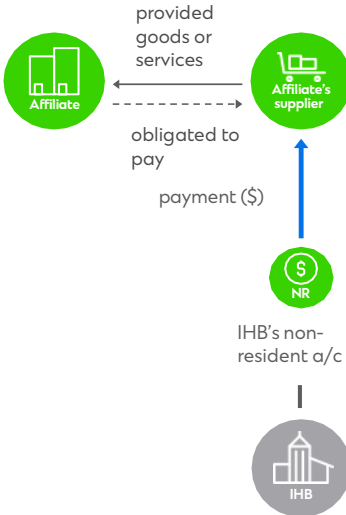 provided
goods or
services
Affiliate
Affiliate's
supplier
obligated to
pay
payment ($)
$
NR
IHB's non-
resident a/c
IHB